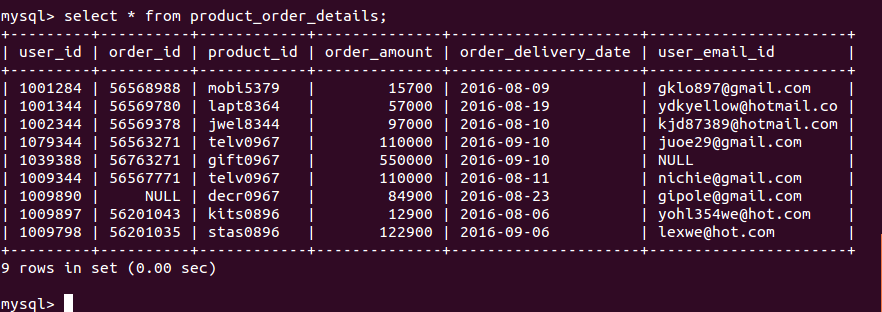 mysql> select * from product_order_details;
+---------+----------+------------+--------------+---------------------+----------------------+
| user_id | order_id | product_id | order_amount | order_delivery_date | user_email_id        |
+---------+----------+------------+--------------+---------------------+----------------------+
| 1001284 | 56568988 | mobi5379   |        15700 | 2016-08-09          | gklo897@gmail.com    |
| 1001344 | 56569780 | lapt8364   |        57000 | 2016-08-19          | ydkyellow@hotmail.co |
| 1002344 | 56569378 | jwel8344   |        97000 | 2016-08-10          | kjd87389@hotmail.com |
| 1079344 | 56563271 | telv0967   |       110000 | 2016-09-10          | juoe29@gmail.com     |
| 1039388 | 56763271 | gift0967   |       550000 | 2016-09-10          | NULL                 |
| 1009344 | 56567771 | telv0967   |       110000 | 2016-08-11          | nichie@gmail.com     |
| 1009890 |     NULL | decr0967   |        84900 | 2016-08-23          | gipole@gmail.com     |
| 1009897 | 56201043 | kits0896   |        12900 | 2016-08-06          | yohl354we@hot.com    |
| 1009798 | 56201035 | stas0896   |       122900 | 2016-09-06          | lexwe@hot.com        |
+---------+----------+------------+--------------+---------------------+----------------------+
9 rows in set (0.00 sec)
mysql>